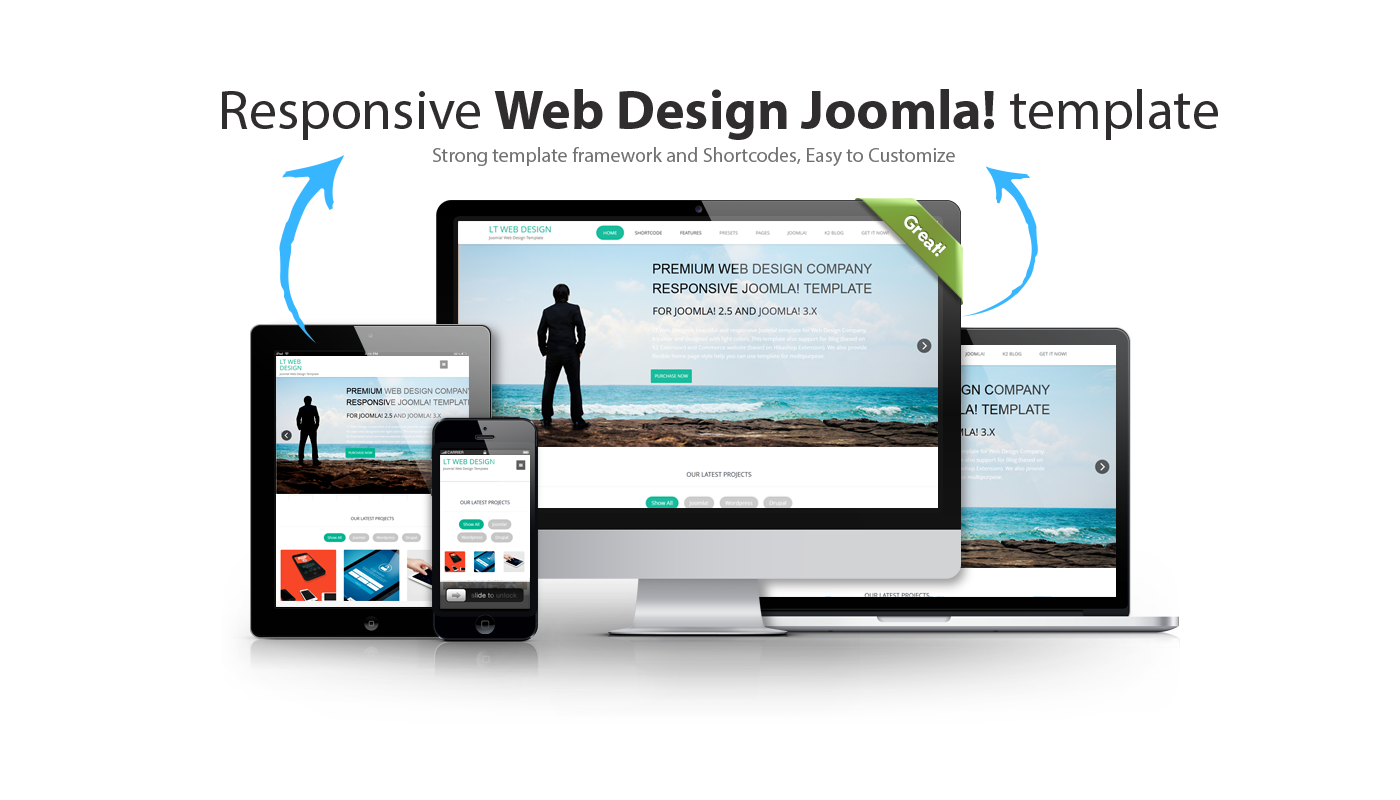 Responsive Web Design Joomla! template
Strong template framework and Shortcodes, Easy to Customize
LT WEB DESIGN
Joomla! Web Design Template
HOME SHORTCODE FEATURES PRESETS PAGES JOOMLA! K2 BLOG GET IT NOW!
Great!
PREMIUM WEB DESIGN COMPANY
RESPONSIVE JOOMLA! TEMPLATE
FOR JOOMLA! 2.5 AND JOOMLA! 3.X
PURCHASE NOW
OUR LATEST PROJECTS
Show All Joomla! Wordpress Drupal
iPad
LT WEB
DESIGN
Joomla! Web Design Template
PREMIUM WEB DESIGN COMPANY
RESPONSIVE JOOMLA! TEMPLATE
FOR JOOMLA! 2.5 AND JOOMLA! 3.X
PURCHASE NOW
OUR LATEST PROJECTS
Show All Joomla! Wordpress Drupal
CARRIER
LT WEB DESIGN
Joomla! Web Design Template
OUR LATEST PROJECTS
Show All Joomla!
Wordpress Drupal
slide to unlock
JOOMLA! K2 BLOG GET IT NOW!
DESIGN COMPANY
LA! TEMPLATE
LA! 3.X
OUR LATEST PROJECTS